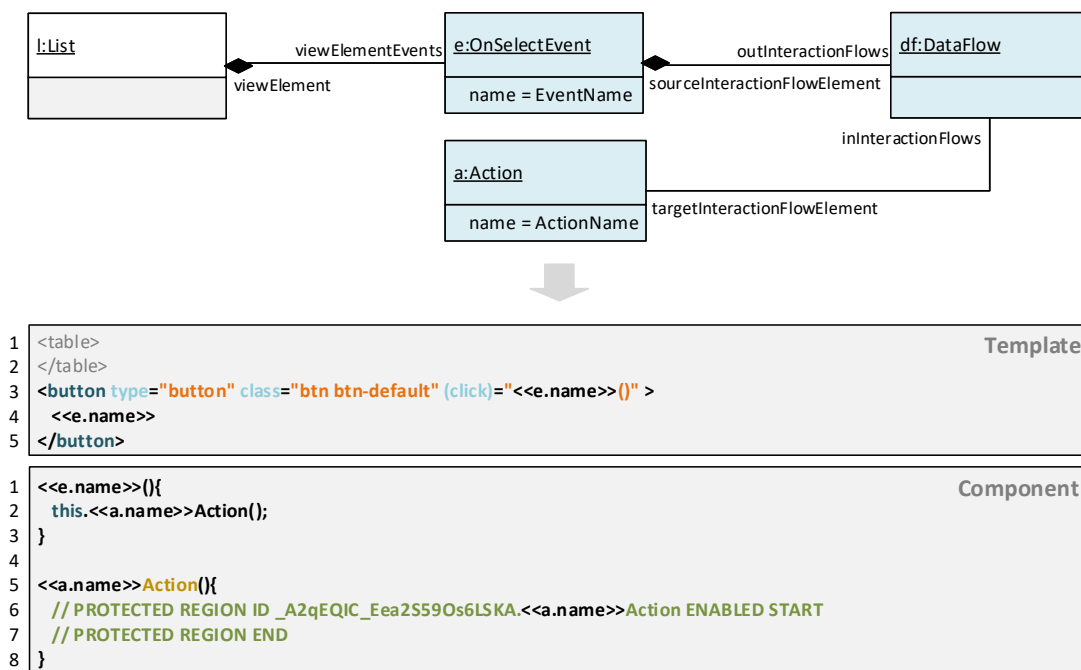 l:List
viewElementEvents
viewElement
e:OnSelectEvent
name = EventName
outInteractionFlows
sourceInteractionFlowElement
df:DataFlow
inInteractionFlows
a:Action
name = ActionName
targetInteractionFlowElement
Template
1 <table>
2 </table>
3 <button type="button" class="btn btn-default" (click)="<<e.name>>()" >
4 <<e.name>>
5 </button>
Component
1 <<e.name>>(){
2 this.<<a.name>>Action();
3 }
4
5 <<a.name>>Action(){
6 // PROTECTED REGION ID _A2qEQIC_Eea2S59Os6LSKA.<<a.name>>Action ENABLED START
7 // PROTECTED REGION END
8 }